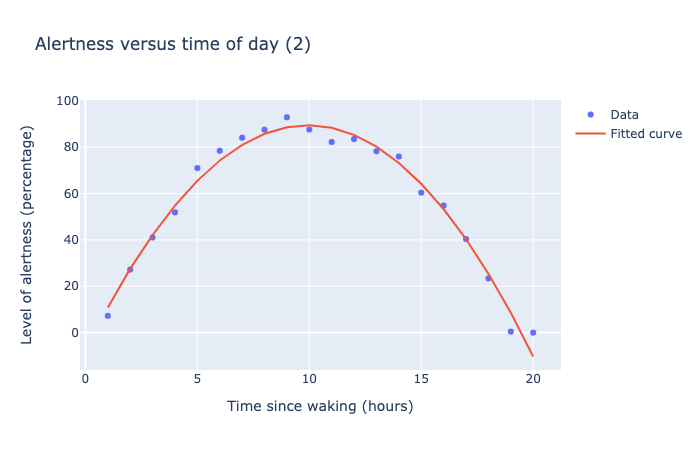 Alertness versus time of day (2)
Level of alertness (percentage)
100
80
60
40
20
0
0 5 10 15 20
Time since waking (hours)
Data
Fitted curve